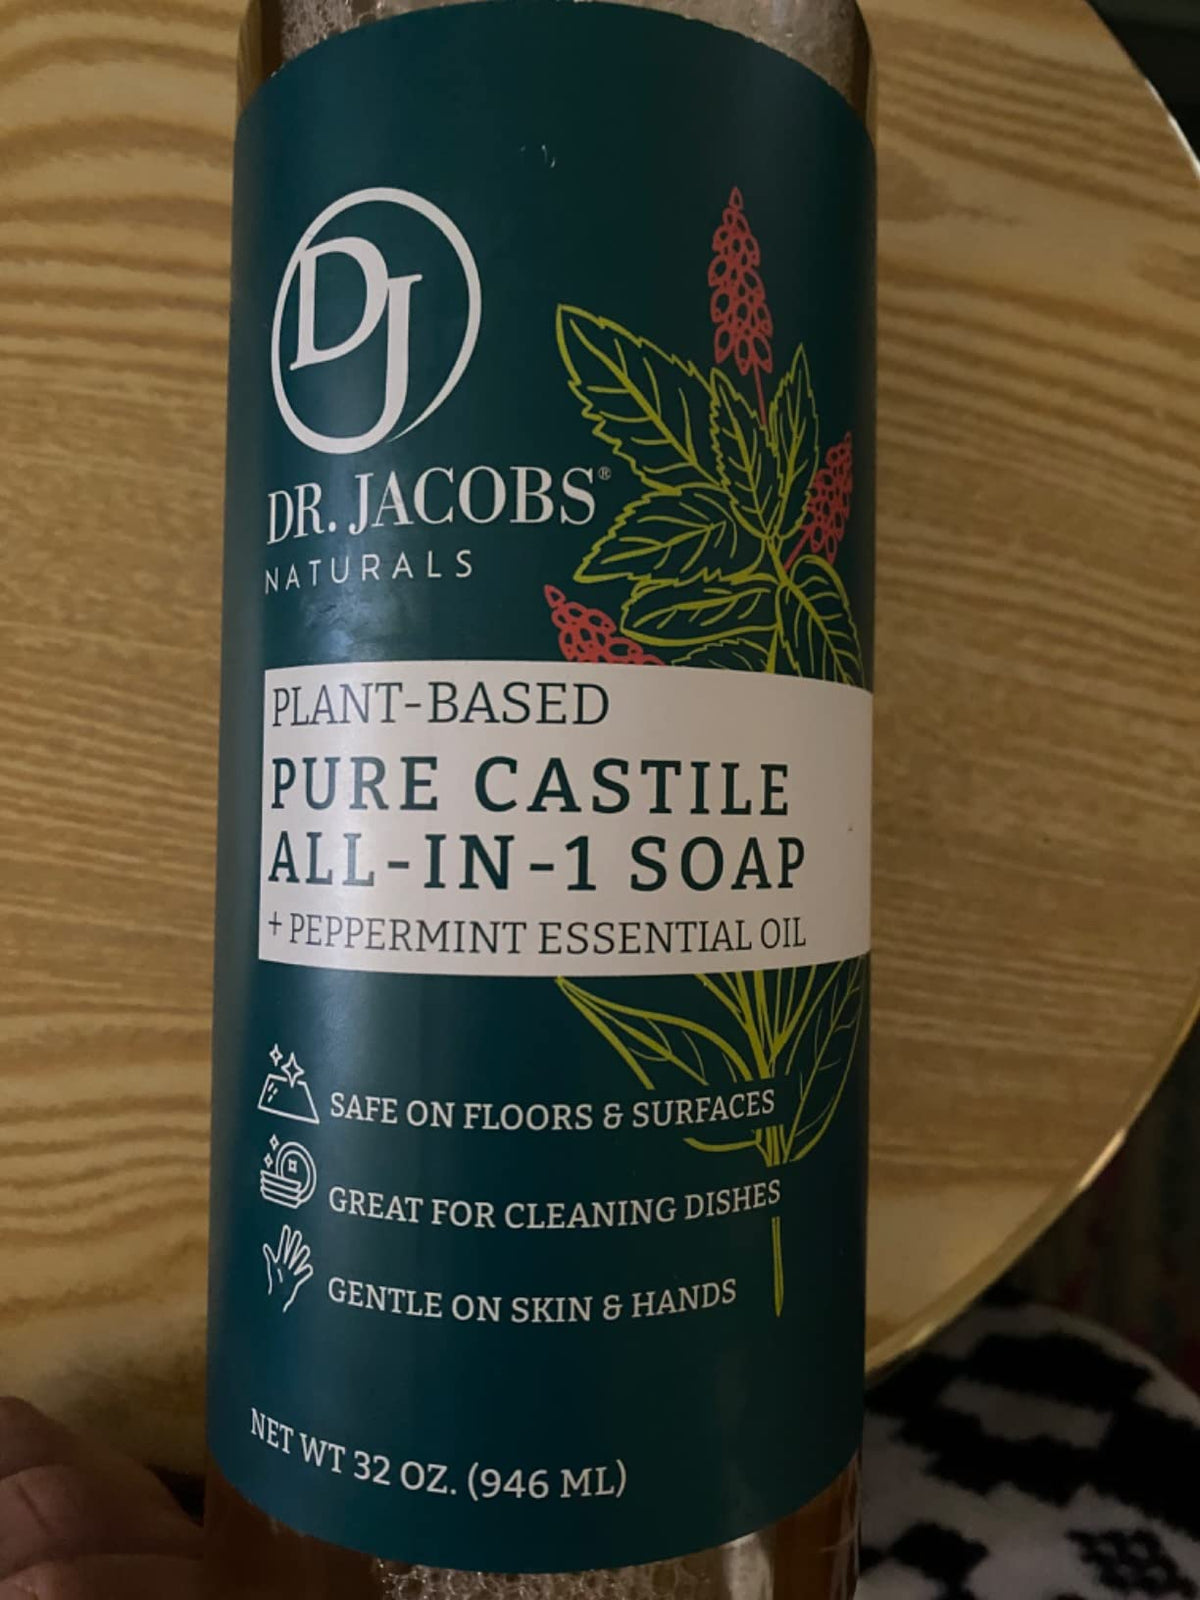 DJ
DR. JACOBS®
NATURALS
PLANT-BASED
PURE CASTILE
ALL-IN-1 SOAP
+ PEPPERMINT ESSENTIAL OIL
SAFE ON FLOORS & SURFACES
GREAT FOR CLEANING DISHES
GENTLE ON SKIN & HANDS
NET WT 32 OZ. (946 ML)